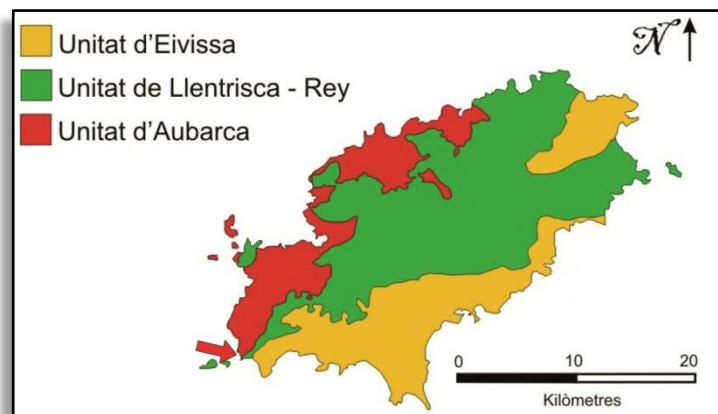 Unitat d'Eivissa
Unitat de Llentrisca - Rey
Unitat d'Aubarca
N
0 10 20
Kilòmetres